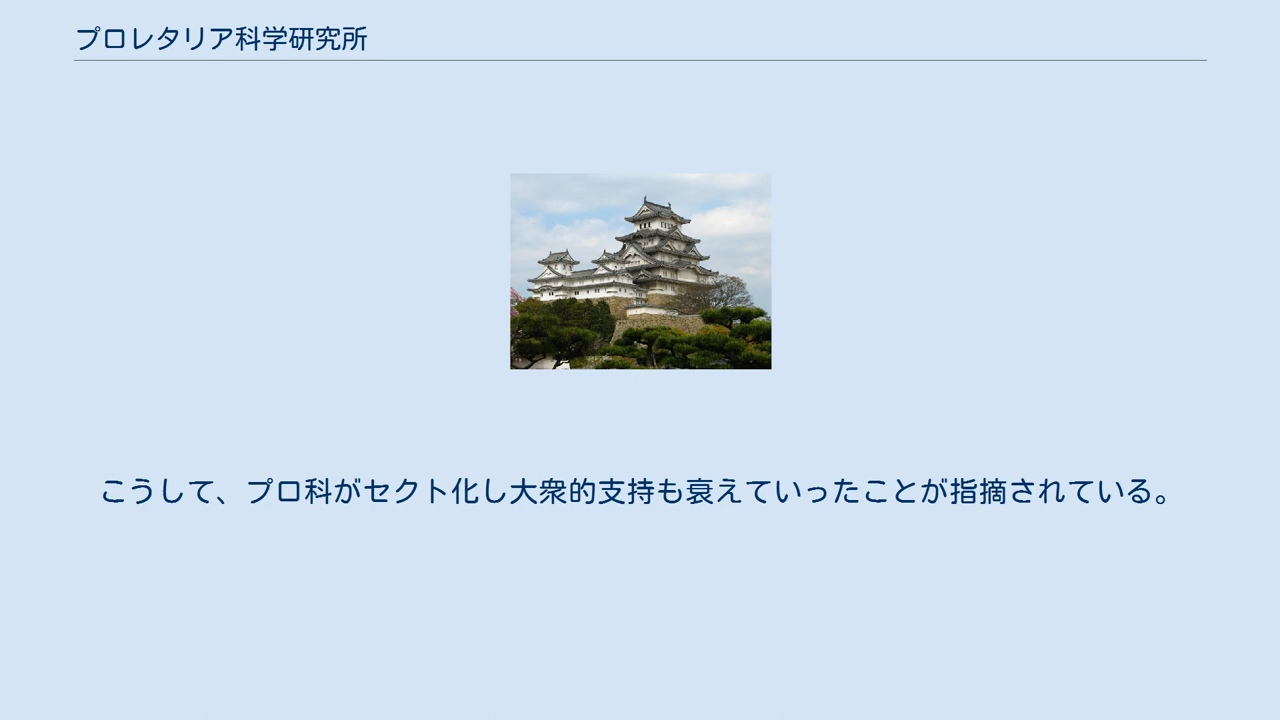 プロレタリア科学研究所
こうして、プロ科がセクト化し大衆的支持も衰えていったことが指摘されている。